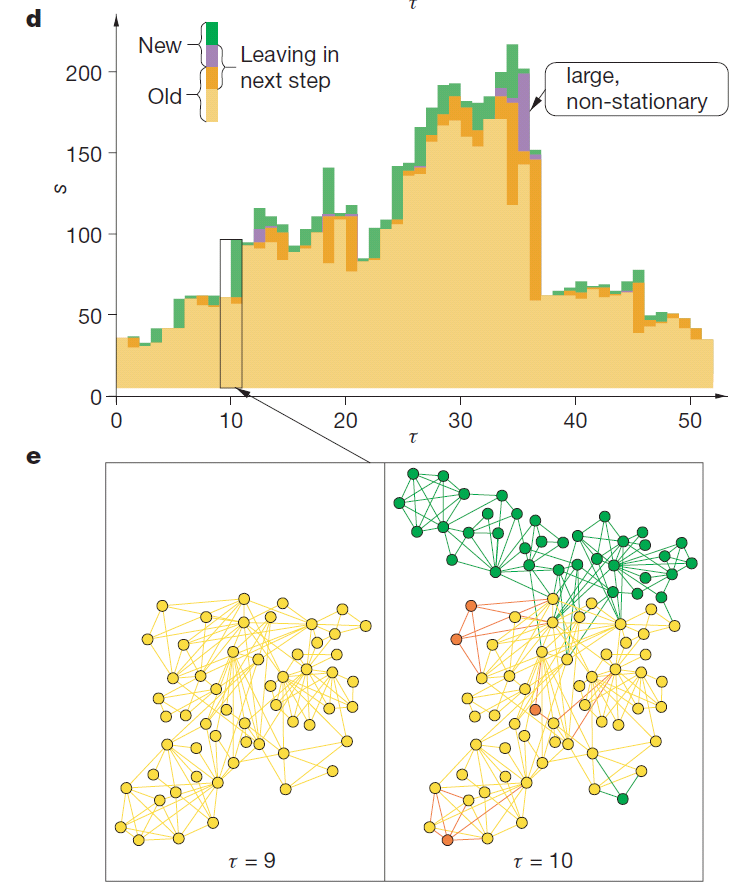 τ
d
New
Leaving in
next step
Old
large,
non-stationary
s
200
150
100
50
0
0 10 20 30 40 50
τ
e
τ = 9
τ = 10